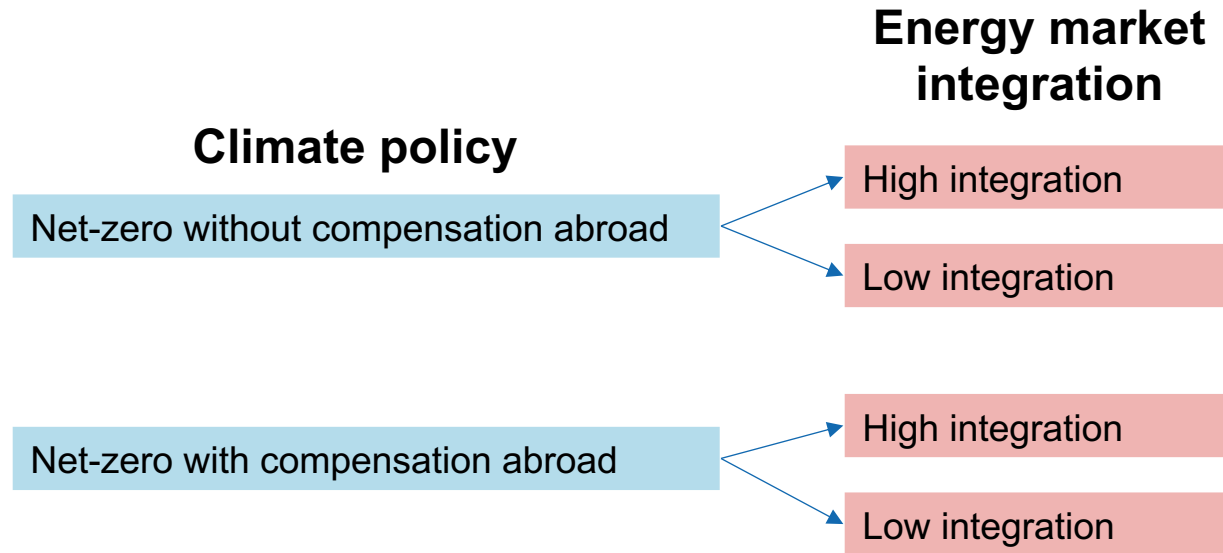 Energy market
integration
Climate policy
High integration
Net-zero without compensation abroad
Low integration
High integration
Net-zero with compensation abroad
Low integration